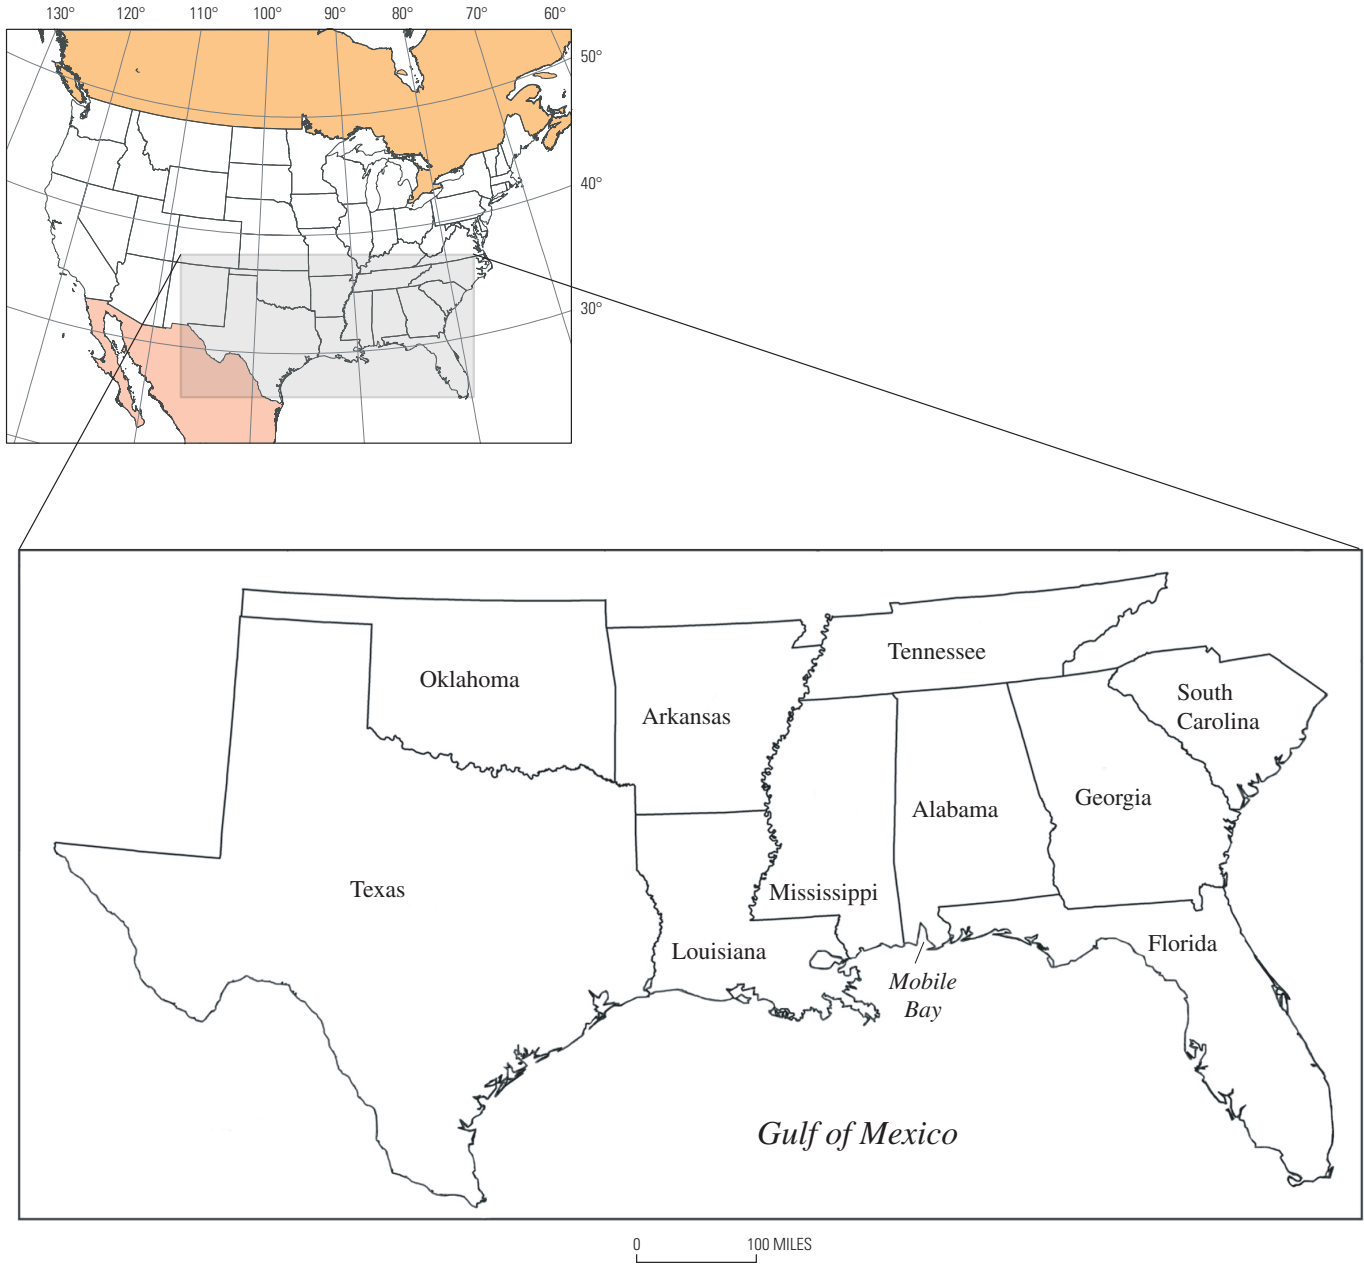 130° 120° 110° 100° 90° 80° 70° 60°
50°
40°
30°
Tennessee
Oklahoma
South
Carolina
Arkansas
Georgia
Alabama
Texas
Mississippi
Florida
Louisiana
Mobile
Bay
Gulf of Mexico
0 100 MILES